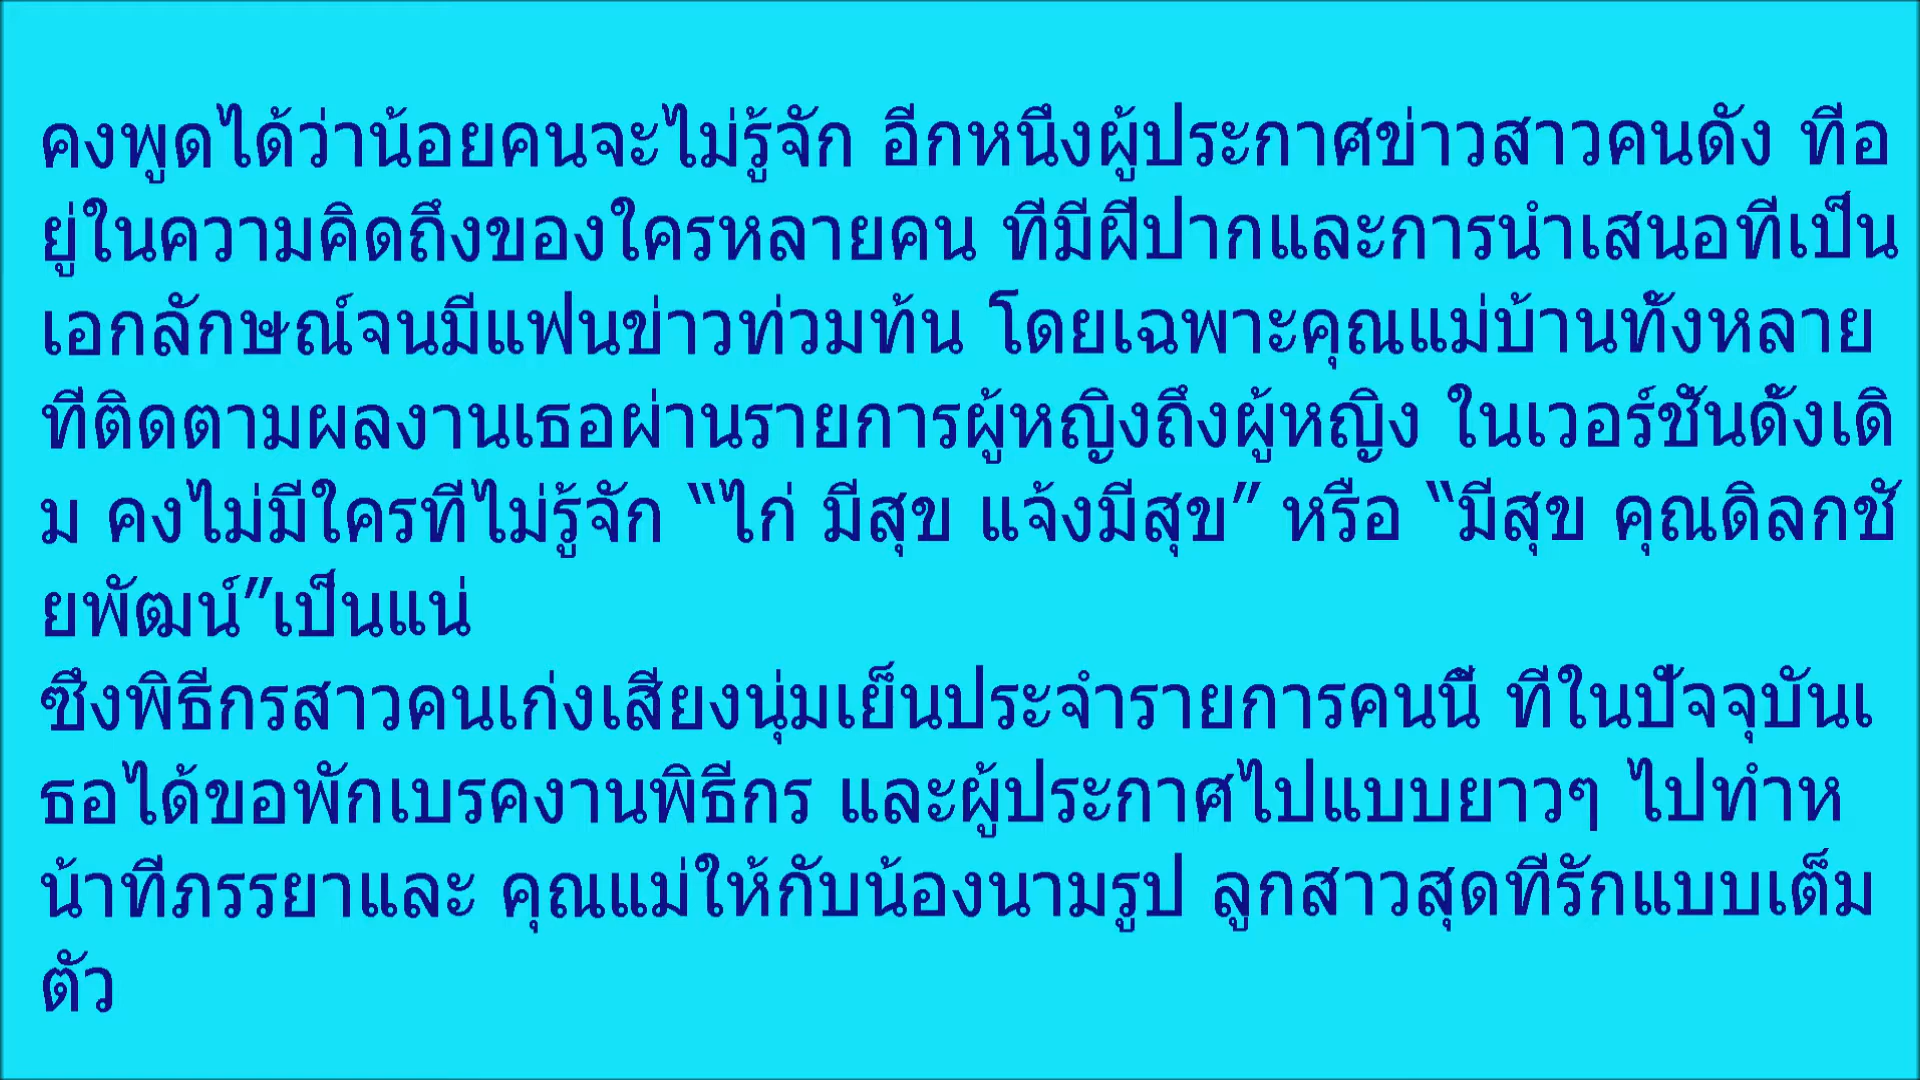 คงพูดได้ว่าน้อยคนจะไม่รู้จัก อีกหนึ่งผู้ประกาศข่าวสาวคนดัง ที่อ
ยู่ในความคิดถึงของใครหลายคน ที่มีฝีปากและการนำเสนอที่เป็น
เอกลักษณ์จนมีแฟนข่าวท่วมท้น โดยเฉพาะคุณแม่บ้านทั้งหลาย
ที่ติดตามผลงานเธอผ่านรายการผู้หญิงถึงผู้หญิง ในเวอร์ชั่นดั้งเดิ
ม คงไม่มีใครที่ไม่รู้จัก “ไก่ มีสุข แจ้งมีสุข” หรือ “มีสุข คุณดิลกชั
ยพัฒน์”เป็นแน่
ซึ่งพิธีกรสาวคนเก่งเสียงนุ่มเย็นประจำรายการคนนี้ ที่ในปัจจุบันเ
ธอได้ขอพักเบรคงานพิธีกร และผู้ประกาศไปแบบยาวๆ ไปทำห
น้าที่ภรรยาและ คุณแม่ให้กับน้องนามรูป ลูกสาวสุดที่รักแบบเต็ม
ตัว